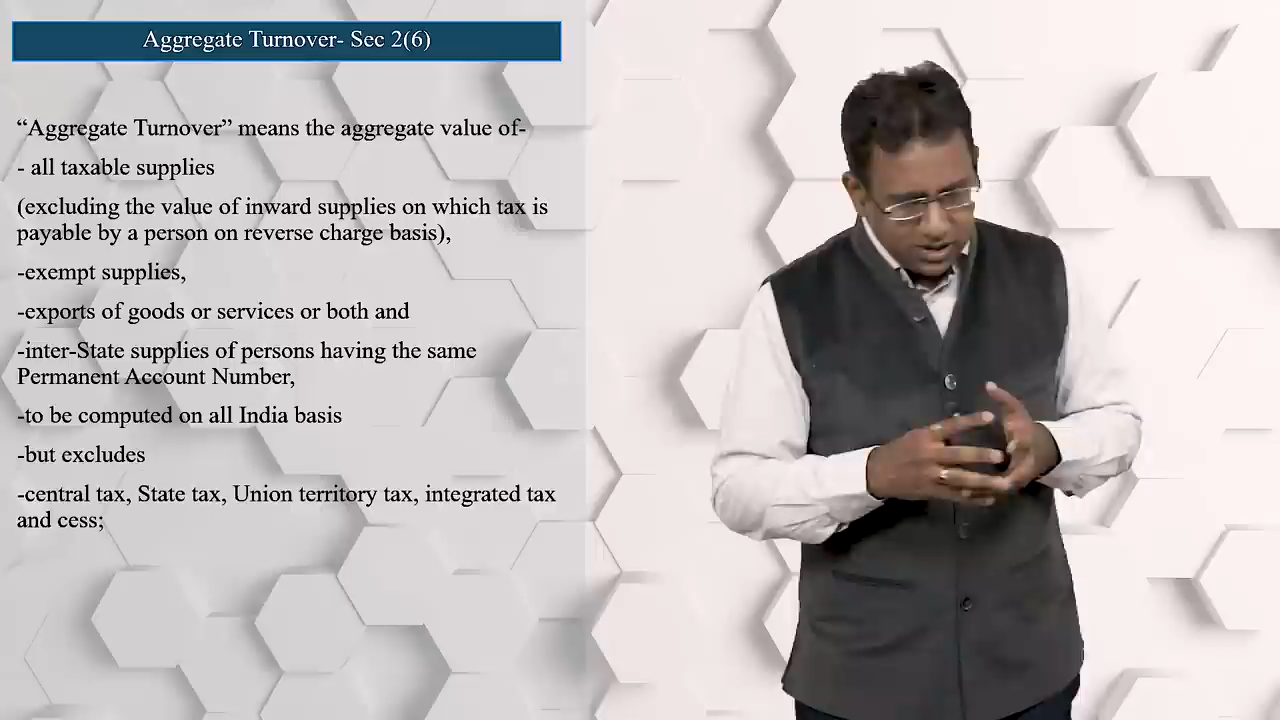 Aggregate Turnover- Sec 2(6)
“Aggregate Turnover” means the aggregate value of-
- all taxable supplies
(excluding the value of inward supplies on which tax is
payable by a person on reverse charge basis),
-exempt supplies,
-exports of goods or services or both and
-inter-State supplies of persons having the same
Permanent Account Number,
-to be computed on all India basis
-but excludes
-central tax, State tax, Union territory tax, integrated tax
and cess;